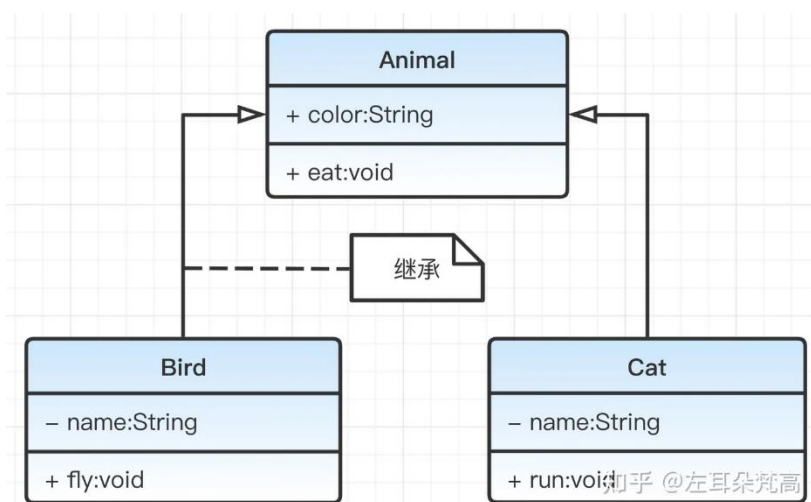 Animal
+ color:String
+ eat:void
继承
Bird
– name:String
+ fly:void
Cat
– name:String
+ run:void
知乎 @左耳朵梵高